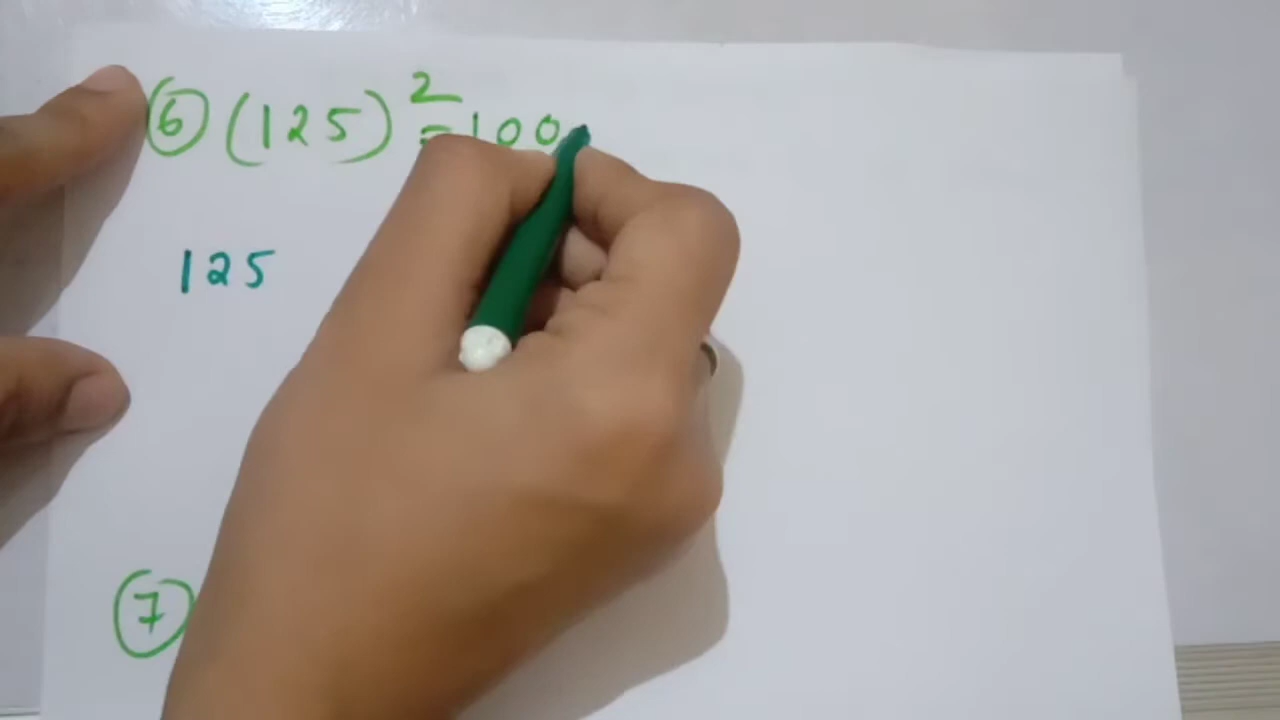 ⑥ (125)² = 100
125
⑦